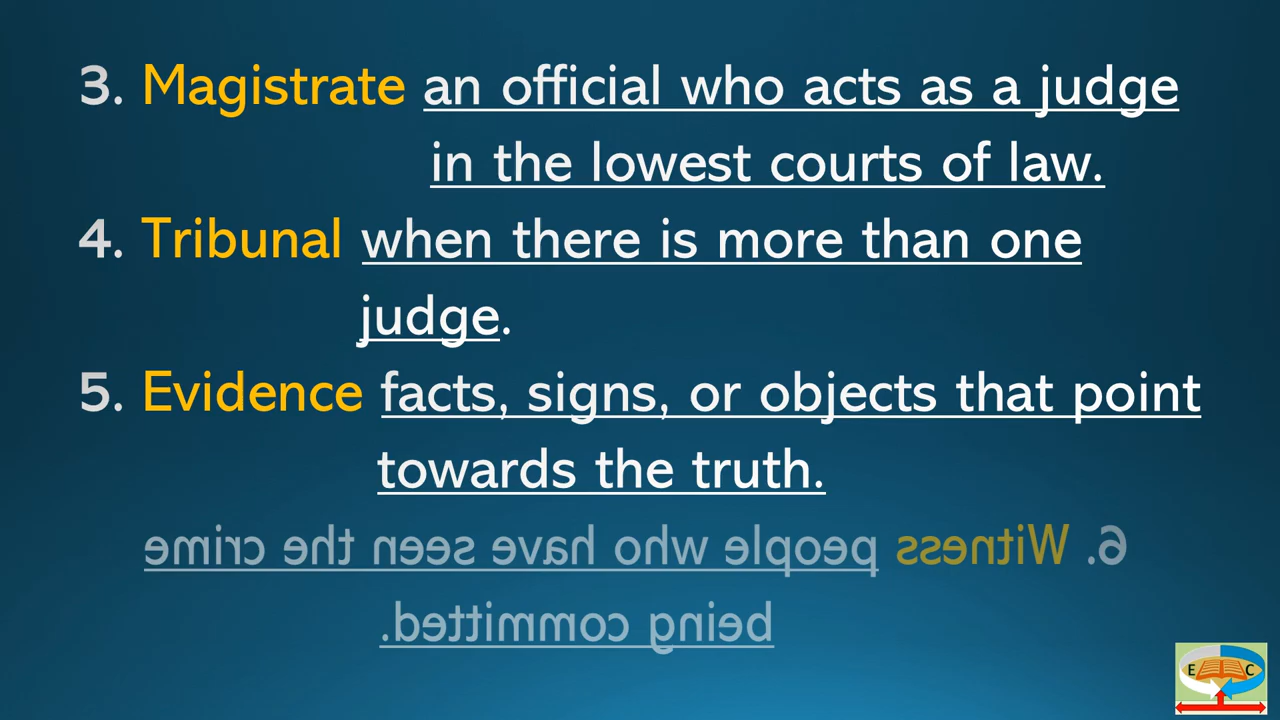 3. Magistrate an official who acts as a judge
in the lowest courts of law.
4. Tribunal when there is more than one
judge.
5. Evidence facts, signs, or objects that point
towards the truth.
6. Witness people who have seen the crime
being committed.
E C